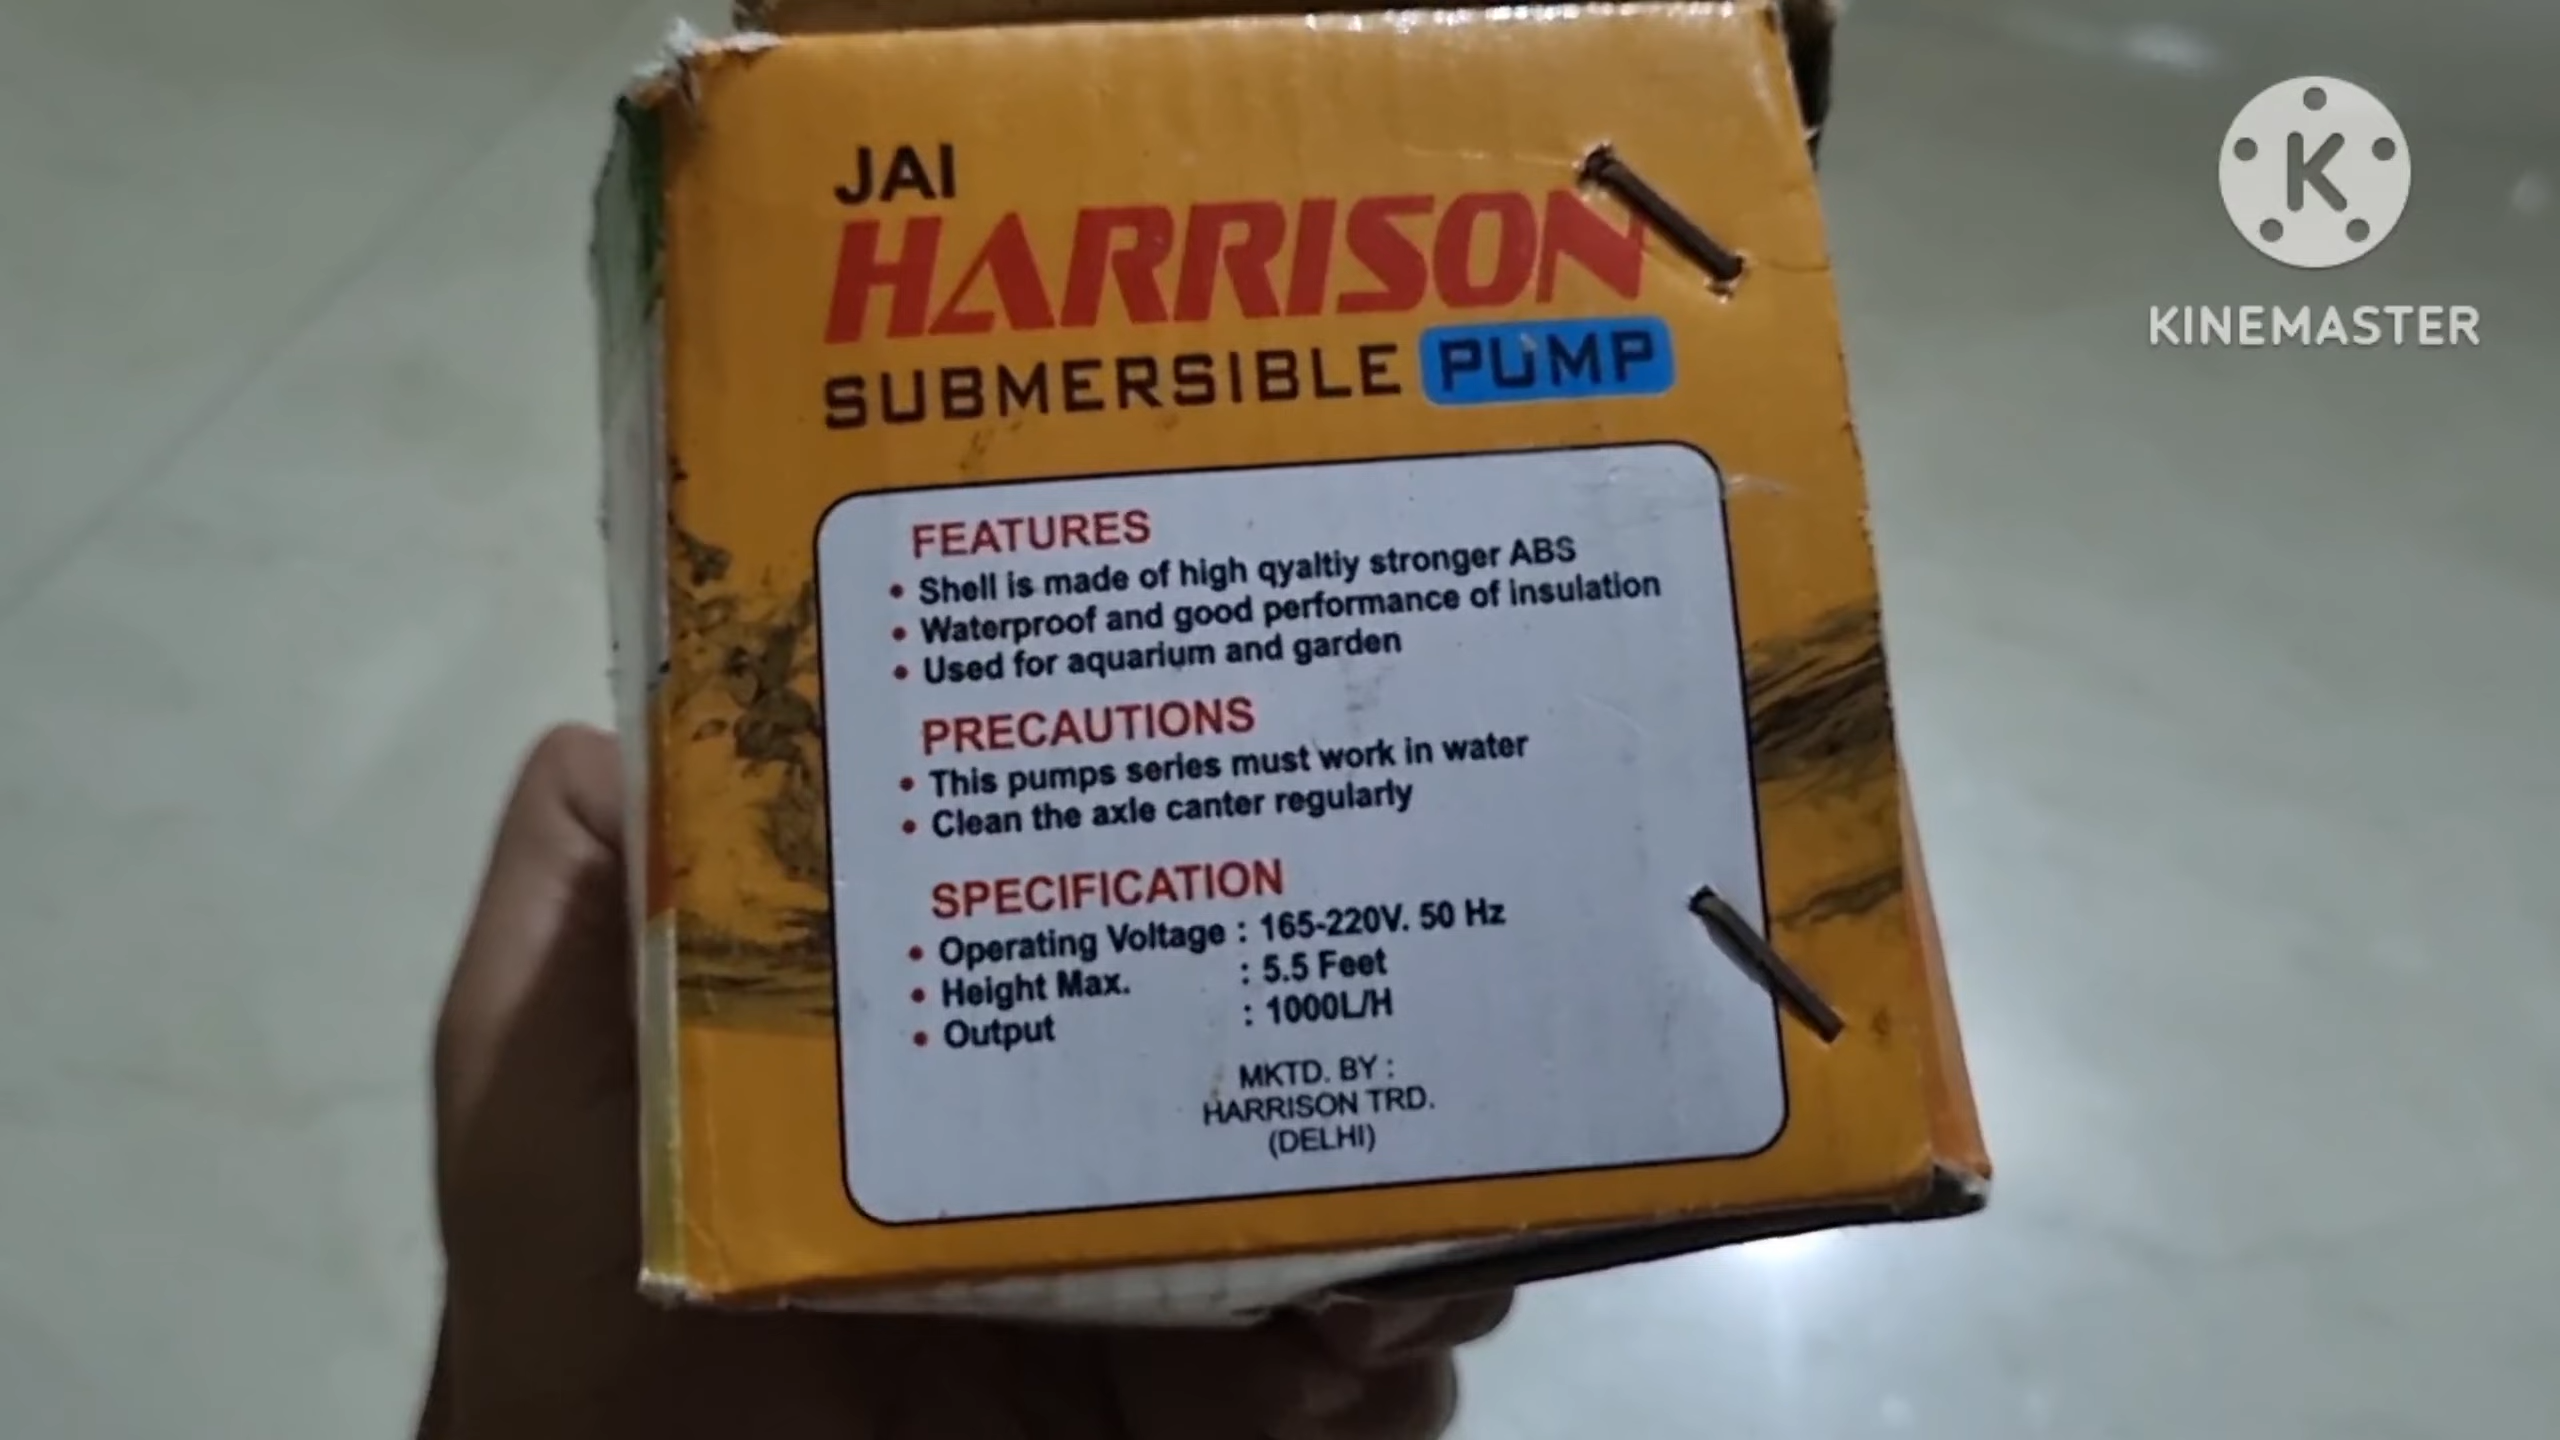 JAI
HARRISON
SUBMERSIBLE PUMP
FEATURES
• Shell is made of high qyaltiy stronger ABS
• Waterproof and good performance of insulation
• Used for aquarium and garden
PRECAUTIONS
• This pumps series must work in water
• Clean the axle canter regularly
SPECIFICATION
• Operating Voltage : 165-220V. 50 Hz
• Height Max. : 5.5 Feet
• Output : 1000L/H
MKTD. BY :
HARRISON TRD.
(DELHI)
K
KINEMASTER